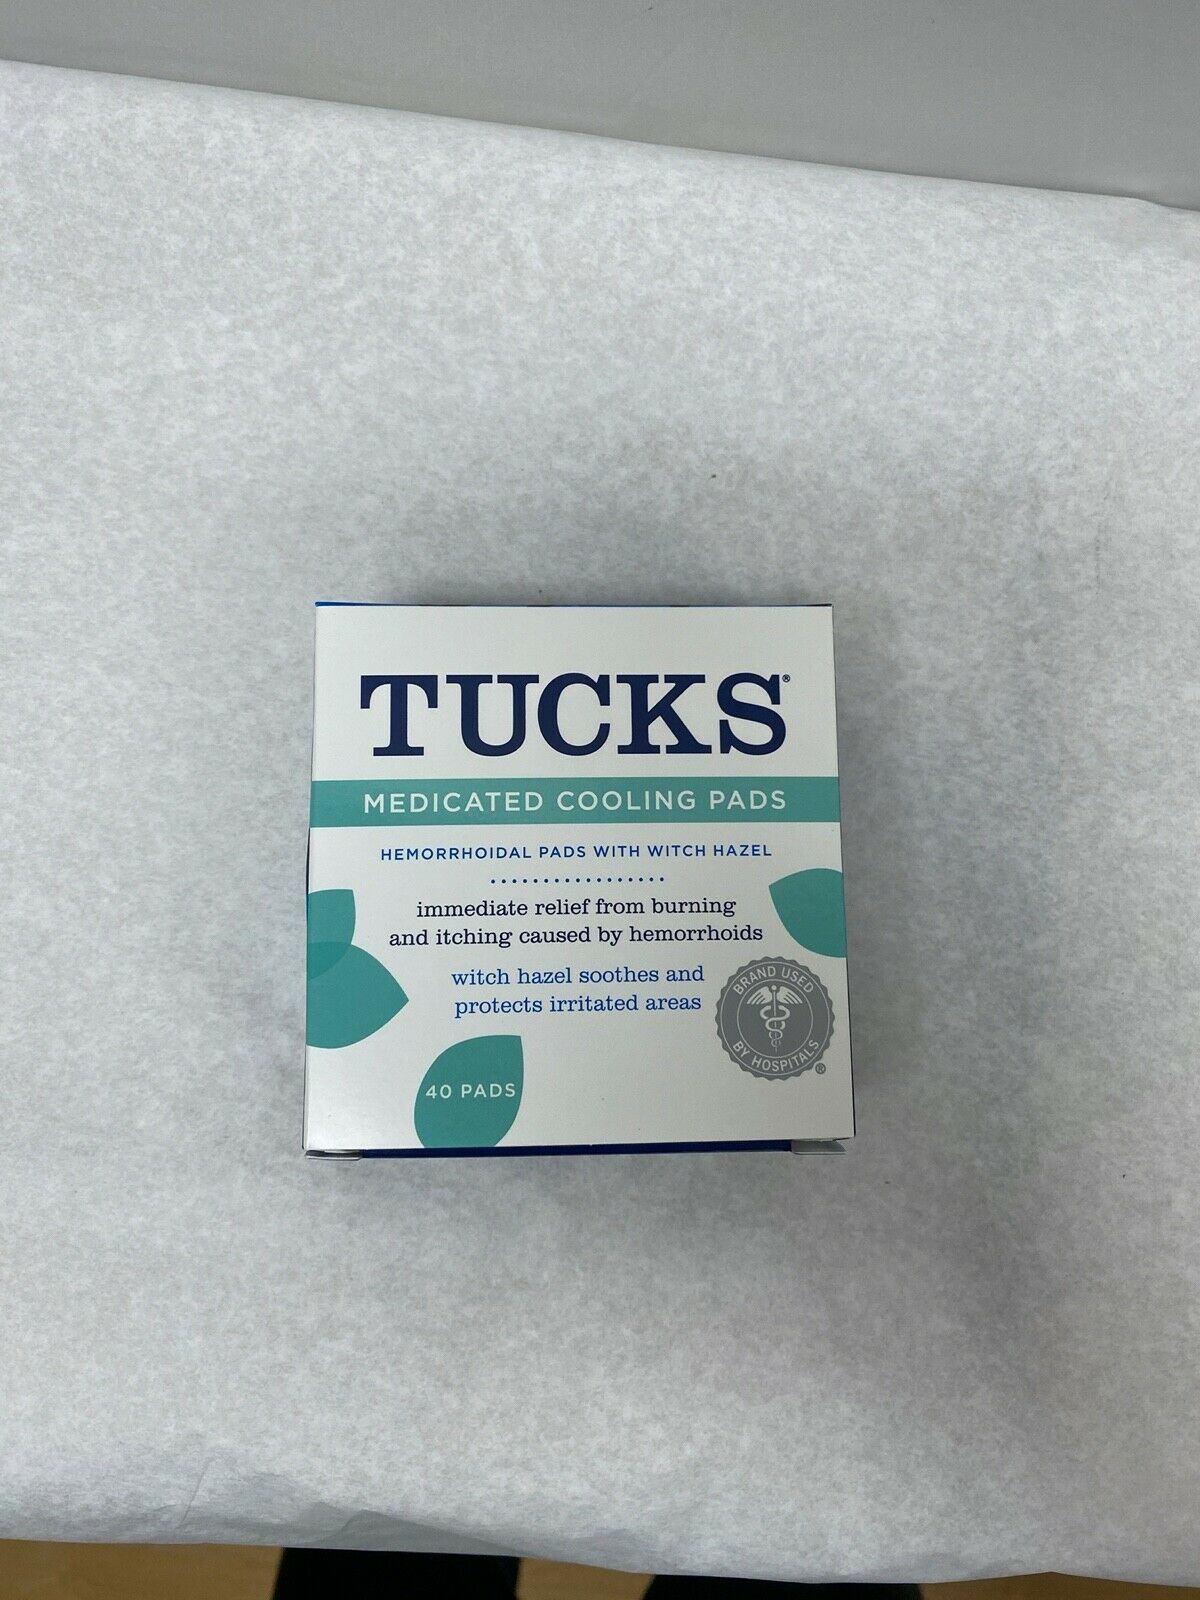 TUCKS®
MEDICATED COOLING PADS
HEMORRHOIDAL PADS WITH WITCH HAZEL
immediate relief from burning
and itching caused by hemorrhoids
witch hazel soothes and
protects irritated areas
BRAND USED
BY HOSPITALS
®
40 PADS